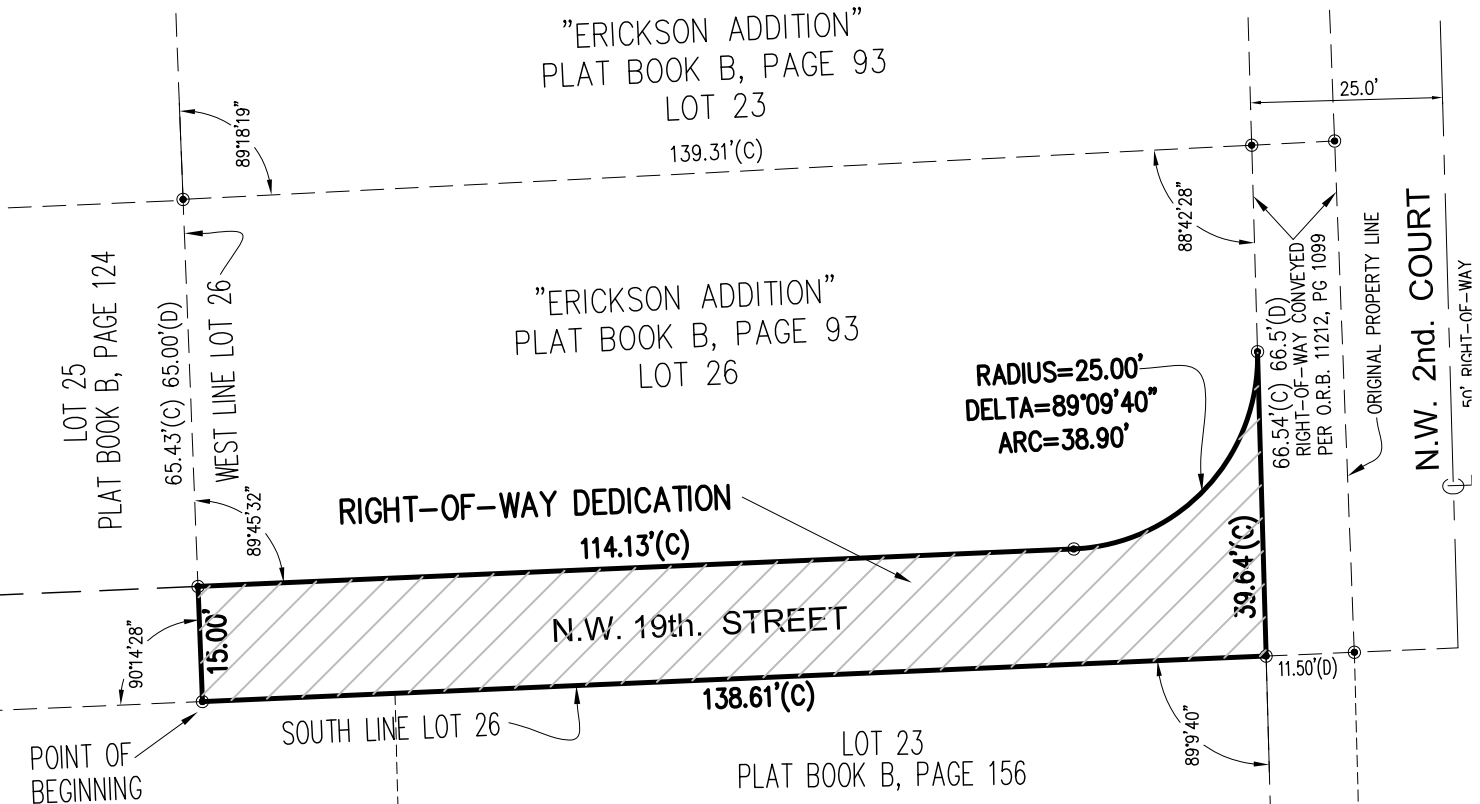 "ERICKSON ADDITION"
PLAT BOOK B, PAGE 93
LOT 23
139.31'(C)
25.0'
89°18'19"
88°42'28"
LOT 25
PLAT BOOK B, PAGE 124
65.43'(C) 65.00'(D)
WEST LINE LOT 26
"ERICKSON ADDITION"
PLAT BOOK B, PAGE 93
LOT 26
RADIUS=25.00'
DELTA=89°09'40"
ARC=38.90'
66.54'(C) 66.5'(D)
RIGHT-OF-WAY CONVEYED
PER O.R.B. 11212, PG 1099
ORIGINAL PROPERTY LINE
N.W. 2nd. COURT
50' RIGHT-OF-WAY
89°45'32"
RIGHT-OF-WAY DEDICATION
114.13'(C)
N.W. 19th. STREET
15.00'
90°14'28"
39.64'(C)
138.61'(C)
11.50'(D)
89°9'40"
SOUTH LINE LOT 26
POINT OF
BEGINNING
LOT 23
PLAT BOOK B, PAGE 156